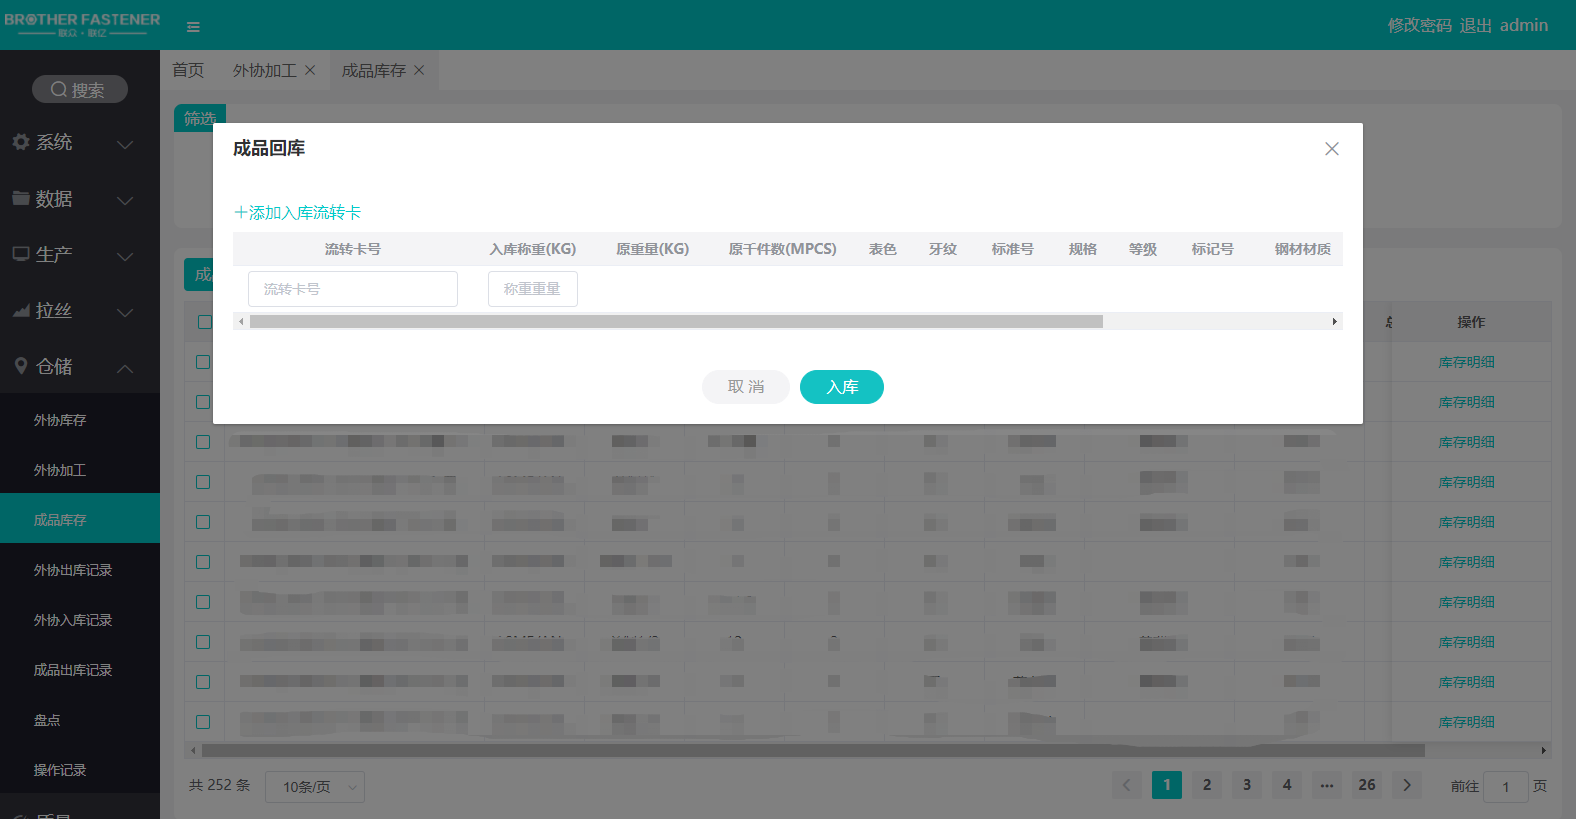 BROTHER FASTENER
联众·联亿
修改密码 退出 admin
首页 外协加工 成品库存
搜索
系统
数据
生产
拉丝
仓储
外协库存
外协加工
成品库存
外协出库记录
外协入库记录
成品出库记录
盘点
操作记录
筛选
成品回库
+添加入库流转卡
流转卡号 入库称重(KG) 原重量(KG) 原千件数(MPCS) 表色 牙纹 标准号 规格 等级 标记号 钢材材质
流转卡号 称重重量
取 消 入库
操作
库存明细
库存明细
库存明细
库存明细
库存明细
库存明细
库存明细
库存明细
库存明细
库存明细
共 252 条 10条/页 1 2 3 4 ··· 26 前往 1 页